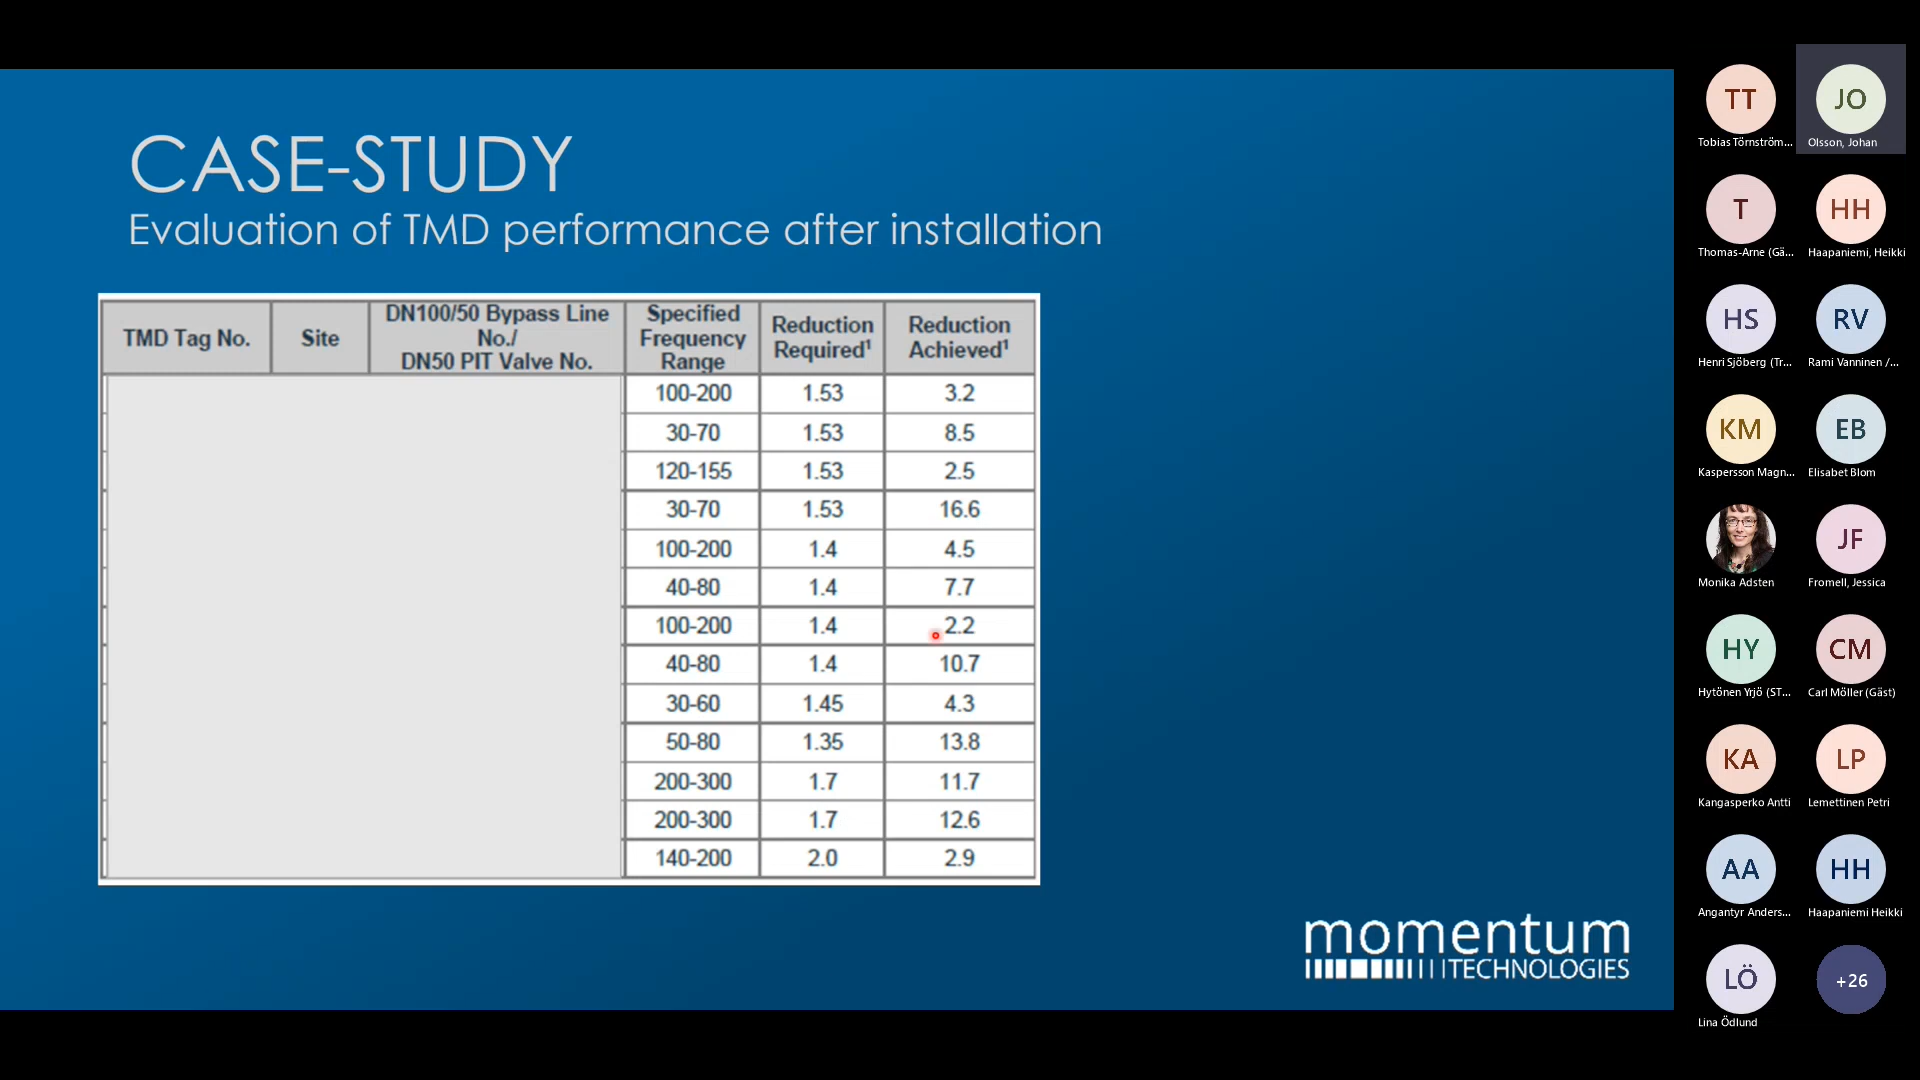 CASE-STUDY
Evaluation of TMD performance after installation
TMD Tag No.
Site
DN100/50 Bypass Line
No./
DN50 PIT Valve No.
Specified
Frequency
Range
Reduction
Required¹
Reduction
Achieved¹
100-200 1.53 3.2
30-70 1.53 8.5
120-155 1.53 2.5
30-70 1.53 16.6
100-200 1.4 4.5
40-80 1.4 7.7
100-200 1.4 2.2
40-80 1.4 10.7
30-60 1.45 4.3
50-80 1.35 13.8
200-300 1.7 11.7
200-300 1.7 12.6
140-200 2.0 2.9
momentum
TECHNOLOGIES
TT
Tobias Törnström...
JO
Olsson, Johan
T
Thomas-Arne (Gä...
HH
Haapaniemi, Heikki
HS
Henri Sjöberg (Tr...
RV
Rami Vanninen /...
KM
Kaspersson Magn...
EB
Elisabet Blom
Monika Adsten
JF
Fromell, Jessica
HY
Hytönen Yrjö (ST...
CM
Carl Möller (Gäst)
KA
Kangasperko Antti
LP
Lemettinen Petri
AA
Angantyr Anders...
HH
Haapaniemi Heikki
LÖ
Lina Ödlund
+26